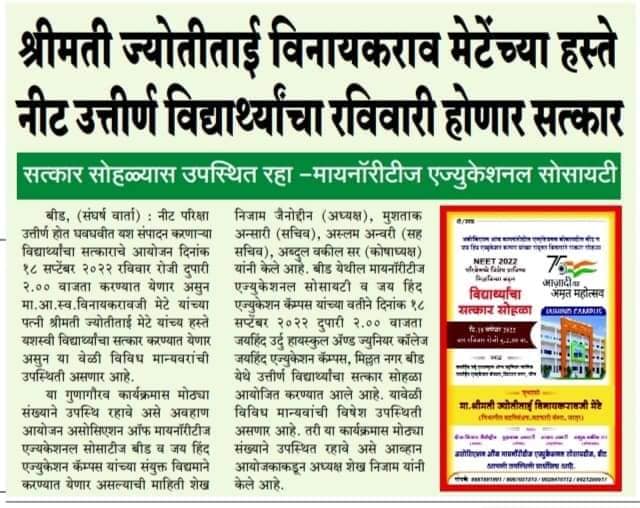 श्रीमती ज्योतीताई विनायकराव मेटेंच्या हस्ते
नीट उत्तीर्ण विद्यार्थ्यांचा रविवारी होणार सत्कार
सत्कार सोहळ्यास उपस्थित रहा -मायनॉरीटीज एज्युकेशनल सोसायटी
बीड, (संघर्ष वार्ता) : नीट परिक्षा
उत्तीर्ण होत घवघवीत यश संपादन करणाऱ्या
विद्यार्थ्यांचा सत्काराचे आयोजन दिनांक
१८ सप्टेंबर २०२२ रविवार रोजी दुपारी
२.०० वाजता करण्यात येणार असुन
मा.आ.स्व.विनायकरावजी मेटे यांच्या
पत्नी श्रीमती ज्योतीताई मेटे यांच्य हस्ते
यशस्वी विद्यार्थ्यांचा सत्कार करण्यात येणार
असुन या वेळी विविध मान्यवरांची
उपस्थिती असणार आहे.
या गुणागौरव कार्यक्रमास मोठ्या
संख्याने उपस्थि रहावे असे अवहाण
आयोजन असोसिएशन ऑफ मायनॉरीटीज
एज्युकेशनल सोसाटीज बीड व जय हिंद
एज्युकेशन कॅम्पस यांच्या संयुक्त विद्यमाने
करण्यात येणार असल्याची माहिती शेख
निजाम जैनोद्दीन (अध्यक्ष), मुशताक
अन्सारी (सचिव), अस्लम अन्वरी (सह
सचिव), अब्दुल वकील सर (कोषाध्यक्ष)
यांनी केले आहे. बीड येथील मायनॉरीटीज
एज्युकेशनल सोसायटी व जय हिंद
एज्युकेशन कॅम्पस यांच्या वतीने दिनांक १८
सप्टेंबर २०२२ दुपारी २.०० वाजता
जयहिंद उर्दु हायस्कुल अँण्ड ज्युनियर कॉलेज
जयहिंद एज्युकेशन कॅम्पस, मिल्लत नगर बीड
येथे उत्तीर्ण विद्यार्थ्यांचा सत्कार सोहळा
आयोजित करण्यात आले आहे. यावेळी
विविध मान्यवांची विषेश उपस्थिती
असणार आहे. तरी या कार्यक्रमास मोठ्या
संख्याने उपस्थित रहावे असे आव्हान
आयोजकाकडून अध्यक्ष शेख निजाम यांनी
केले आहे.
NEET 2022
विद्यार्थ्यांचा
सत्कार सोहळा
75
आज़ादी का
अमृत महोत्सव
JAIHIND CAMPUS
मा.श्रीमती ज्योतीताई विनायकरावजी मेटे